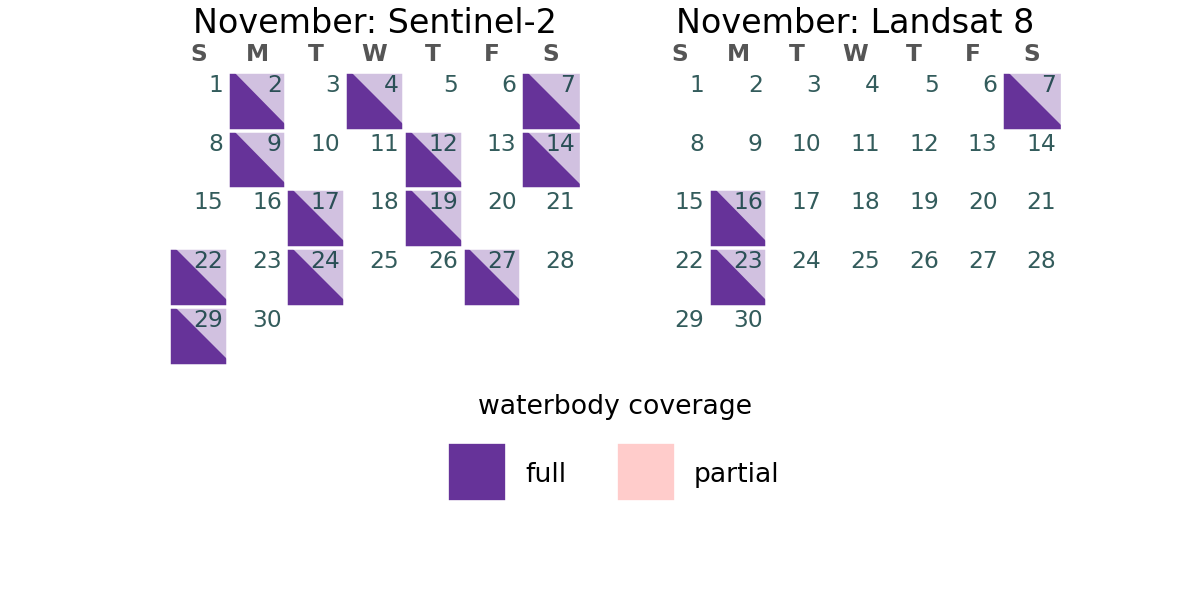 November: Sentinel-2
S M T W T F S
1 2 3 4 5 6 7
8 9 10 11 12 13 14
15 16 17 18 19 20 21
22 23 24 25 26 27 28
29 30
November: Landsat 8
S M T W T F S
1 2 3 4 5 6 7
8 9 10 11 12 13 14
15 16 17 18 19 20 21
22 23 24 25 26 27 28
29 30
waterbody coverage
full partial